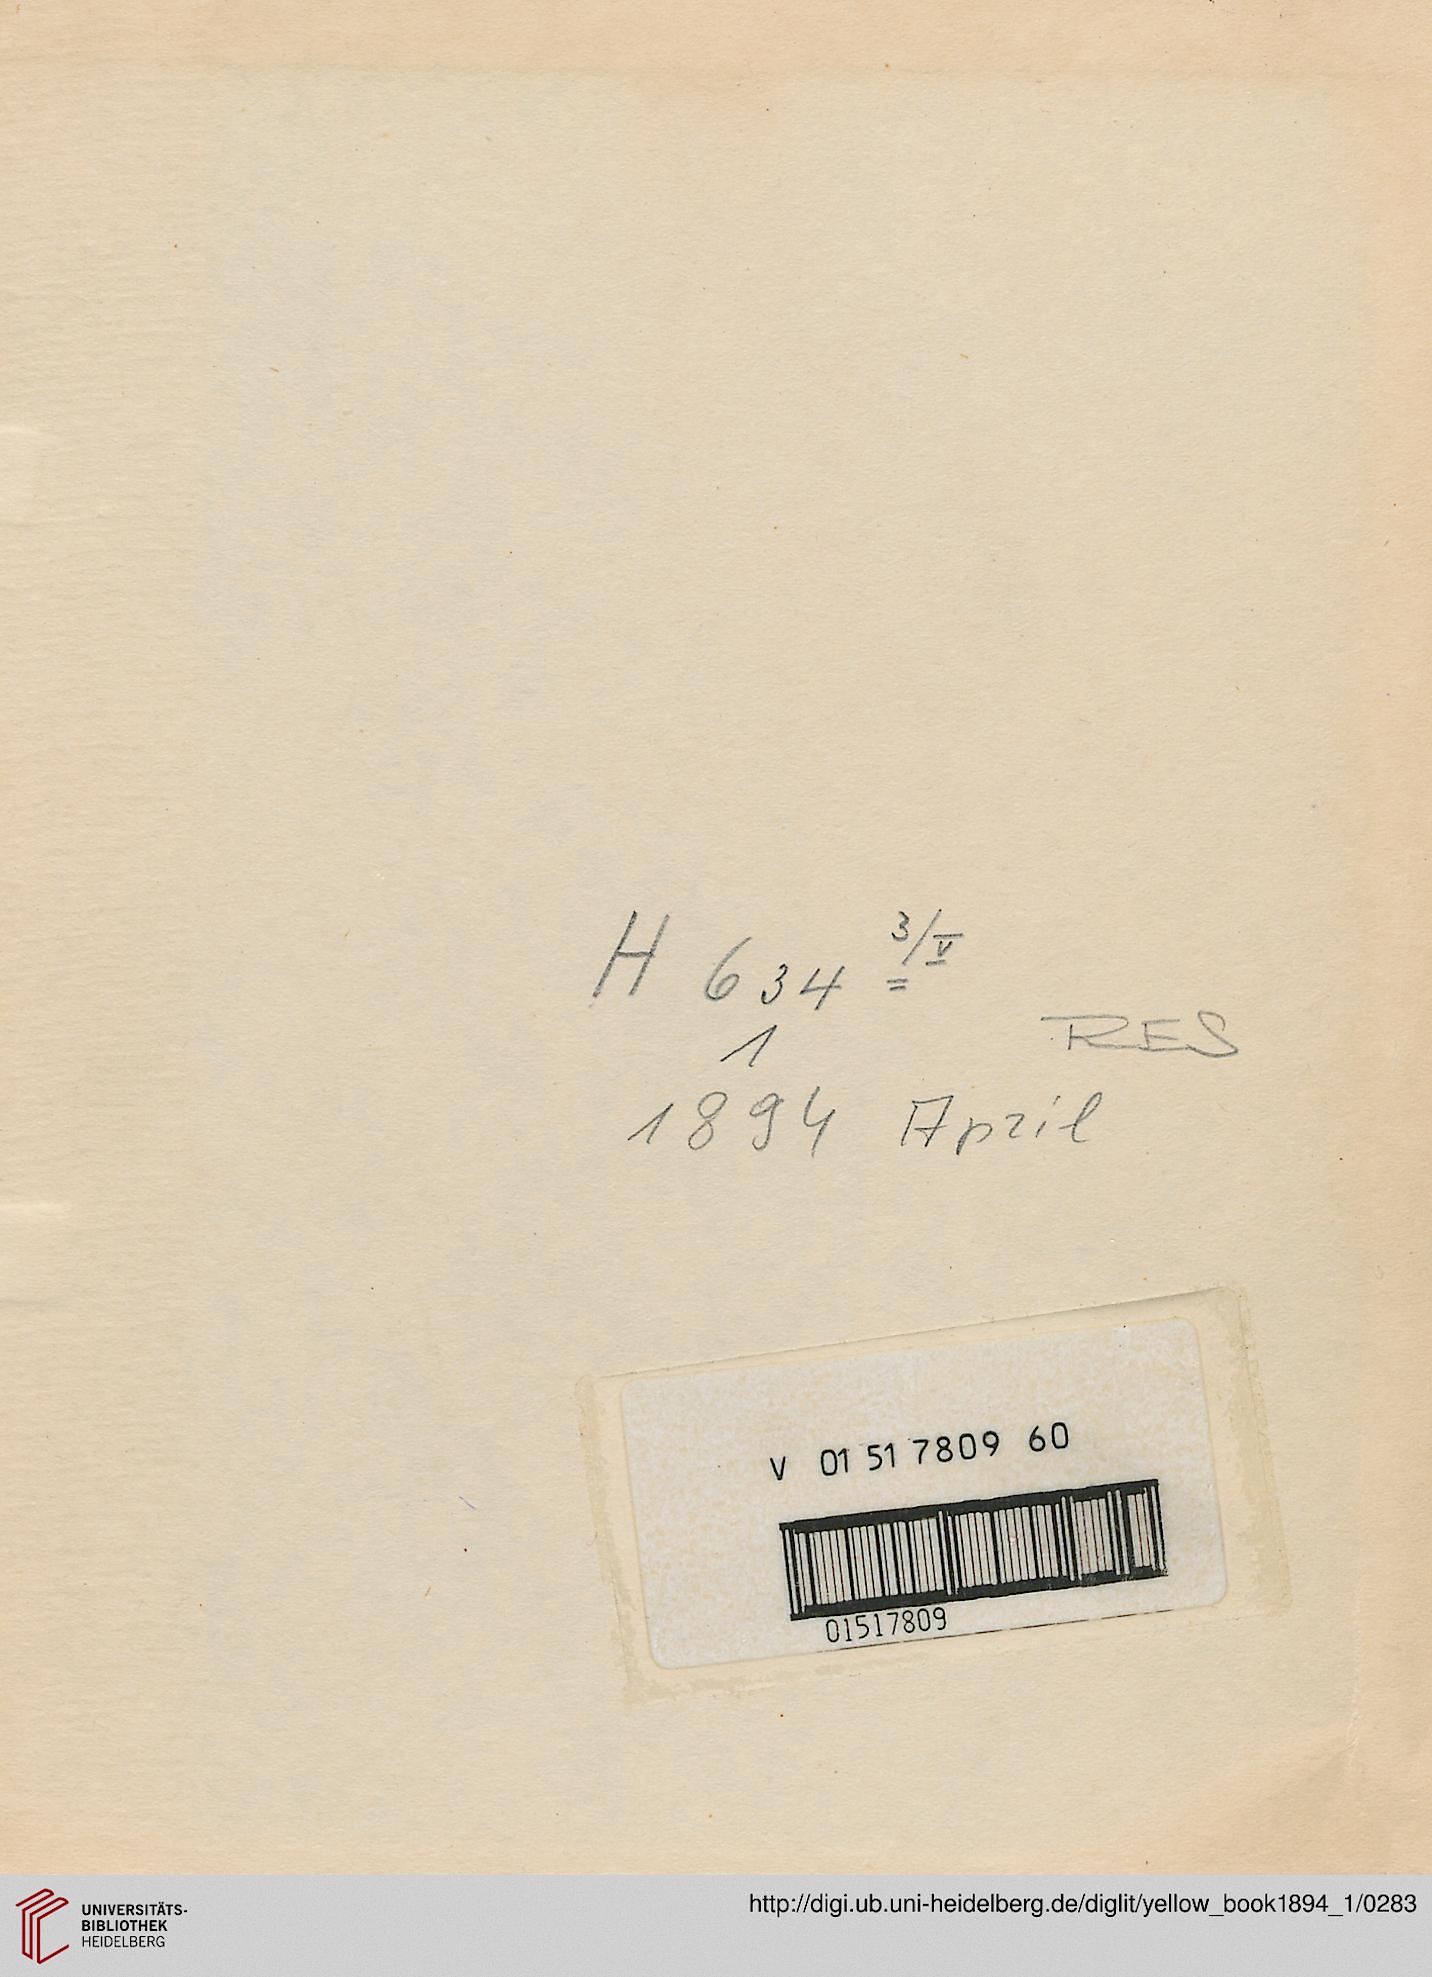 H 634 3/V
=
1
RES
1894 April
V 01 51 7809 60
01517809
UNIVERSITÄTS-
BIBLIOTHEK
HEIDELBERG
http://digi.ub.uni-heidelberg.de/diglit/yellow_book1894_1/0283